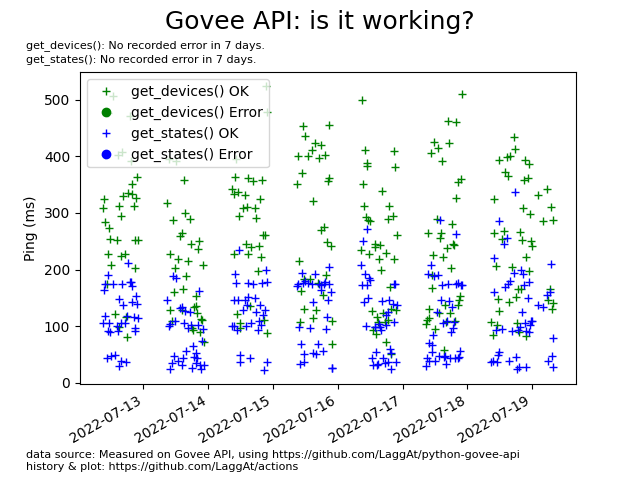 Govee API: is it working?
get_devices(): No recorded error in 7 days.
get_states(): No recorded error in 7 days.
get_devices() OK
get_devices() Error
get_states() OK
get_states() Error
Ping (ms)
500
400
300
200
100
0
2022-07-13
2022-07-14
2022-07-15
2022-07-16
2022-07-17
2022-07-18
2022-07-19
data source: Measured on Govee API, using https://github.com/LaggAt/python-govee-api
history & plot: https://github.com/LaggAt/actions